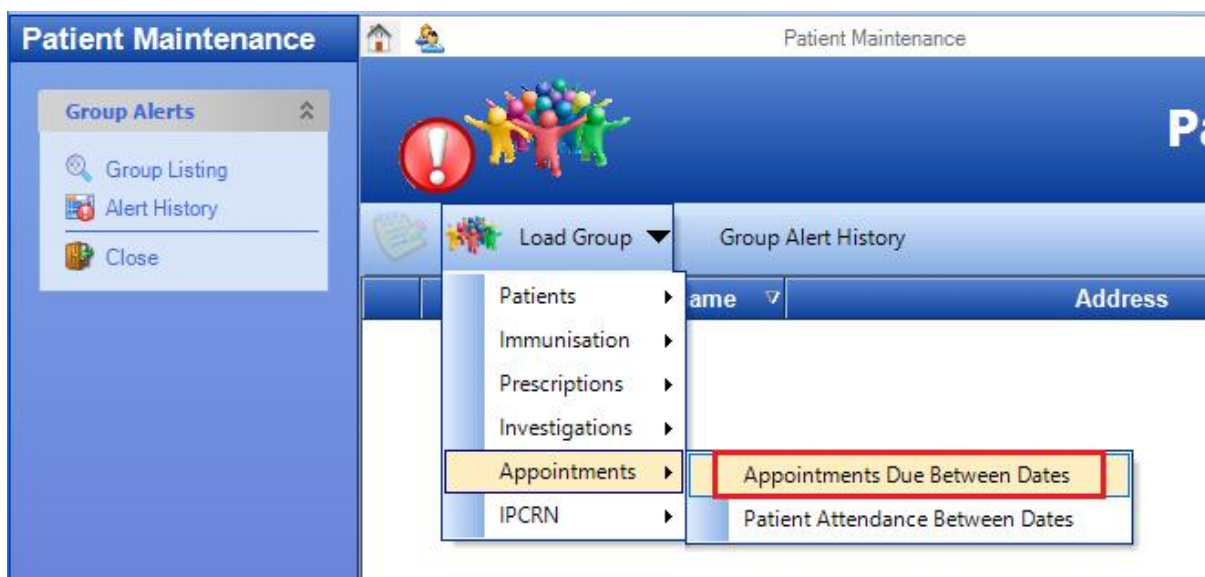 Patient Maintenance
Patient Maintenance
Group Alerts
Group Listing
Alert History
Close
Load Group
Group Alert History
ame
Address
Patients
Immunisation
Prescriptions
Investigations
Appointments
IPCRN
Appointments Due Between Dates
Patient Attendance Between Dates